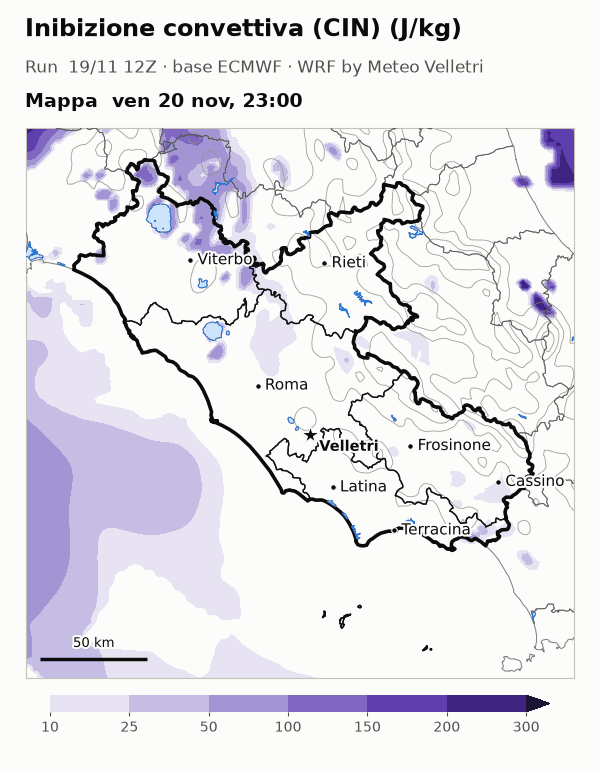 Inibizione convettiva (CIN) (J/kg)
Run  19/11 12Z · base ECMWF · WRF by Meteo Velletri
Mappa  ven 20 nov, 23:00
Viterbo
Rieti
Roma
Velletri
Frosinone
Cassino
Latina
Terracina
50 km
10 25 50 100 150 200 300